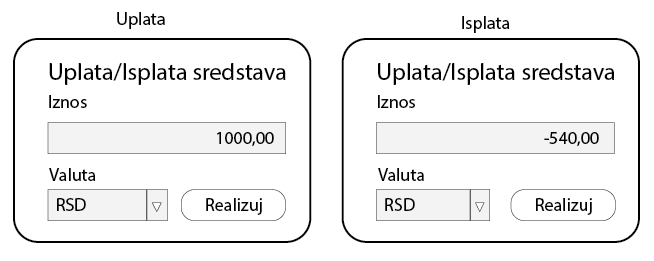 Uplata
Uplata/Isplata sredstava
Iznos
1000,00
Valuta
RSD
Realizuj
Isplata
Uplata/Isplata sredstava
Iznos
-540,00
Valuta
RSD
Realizuj